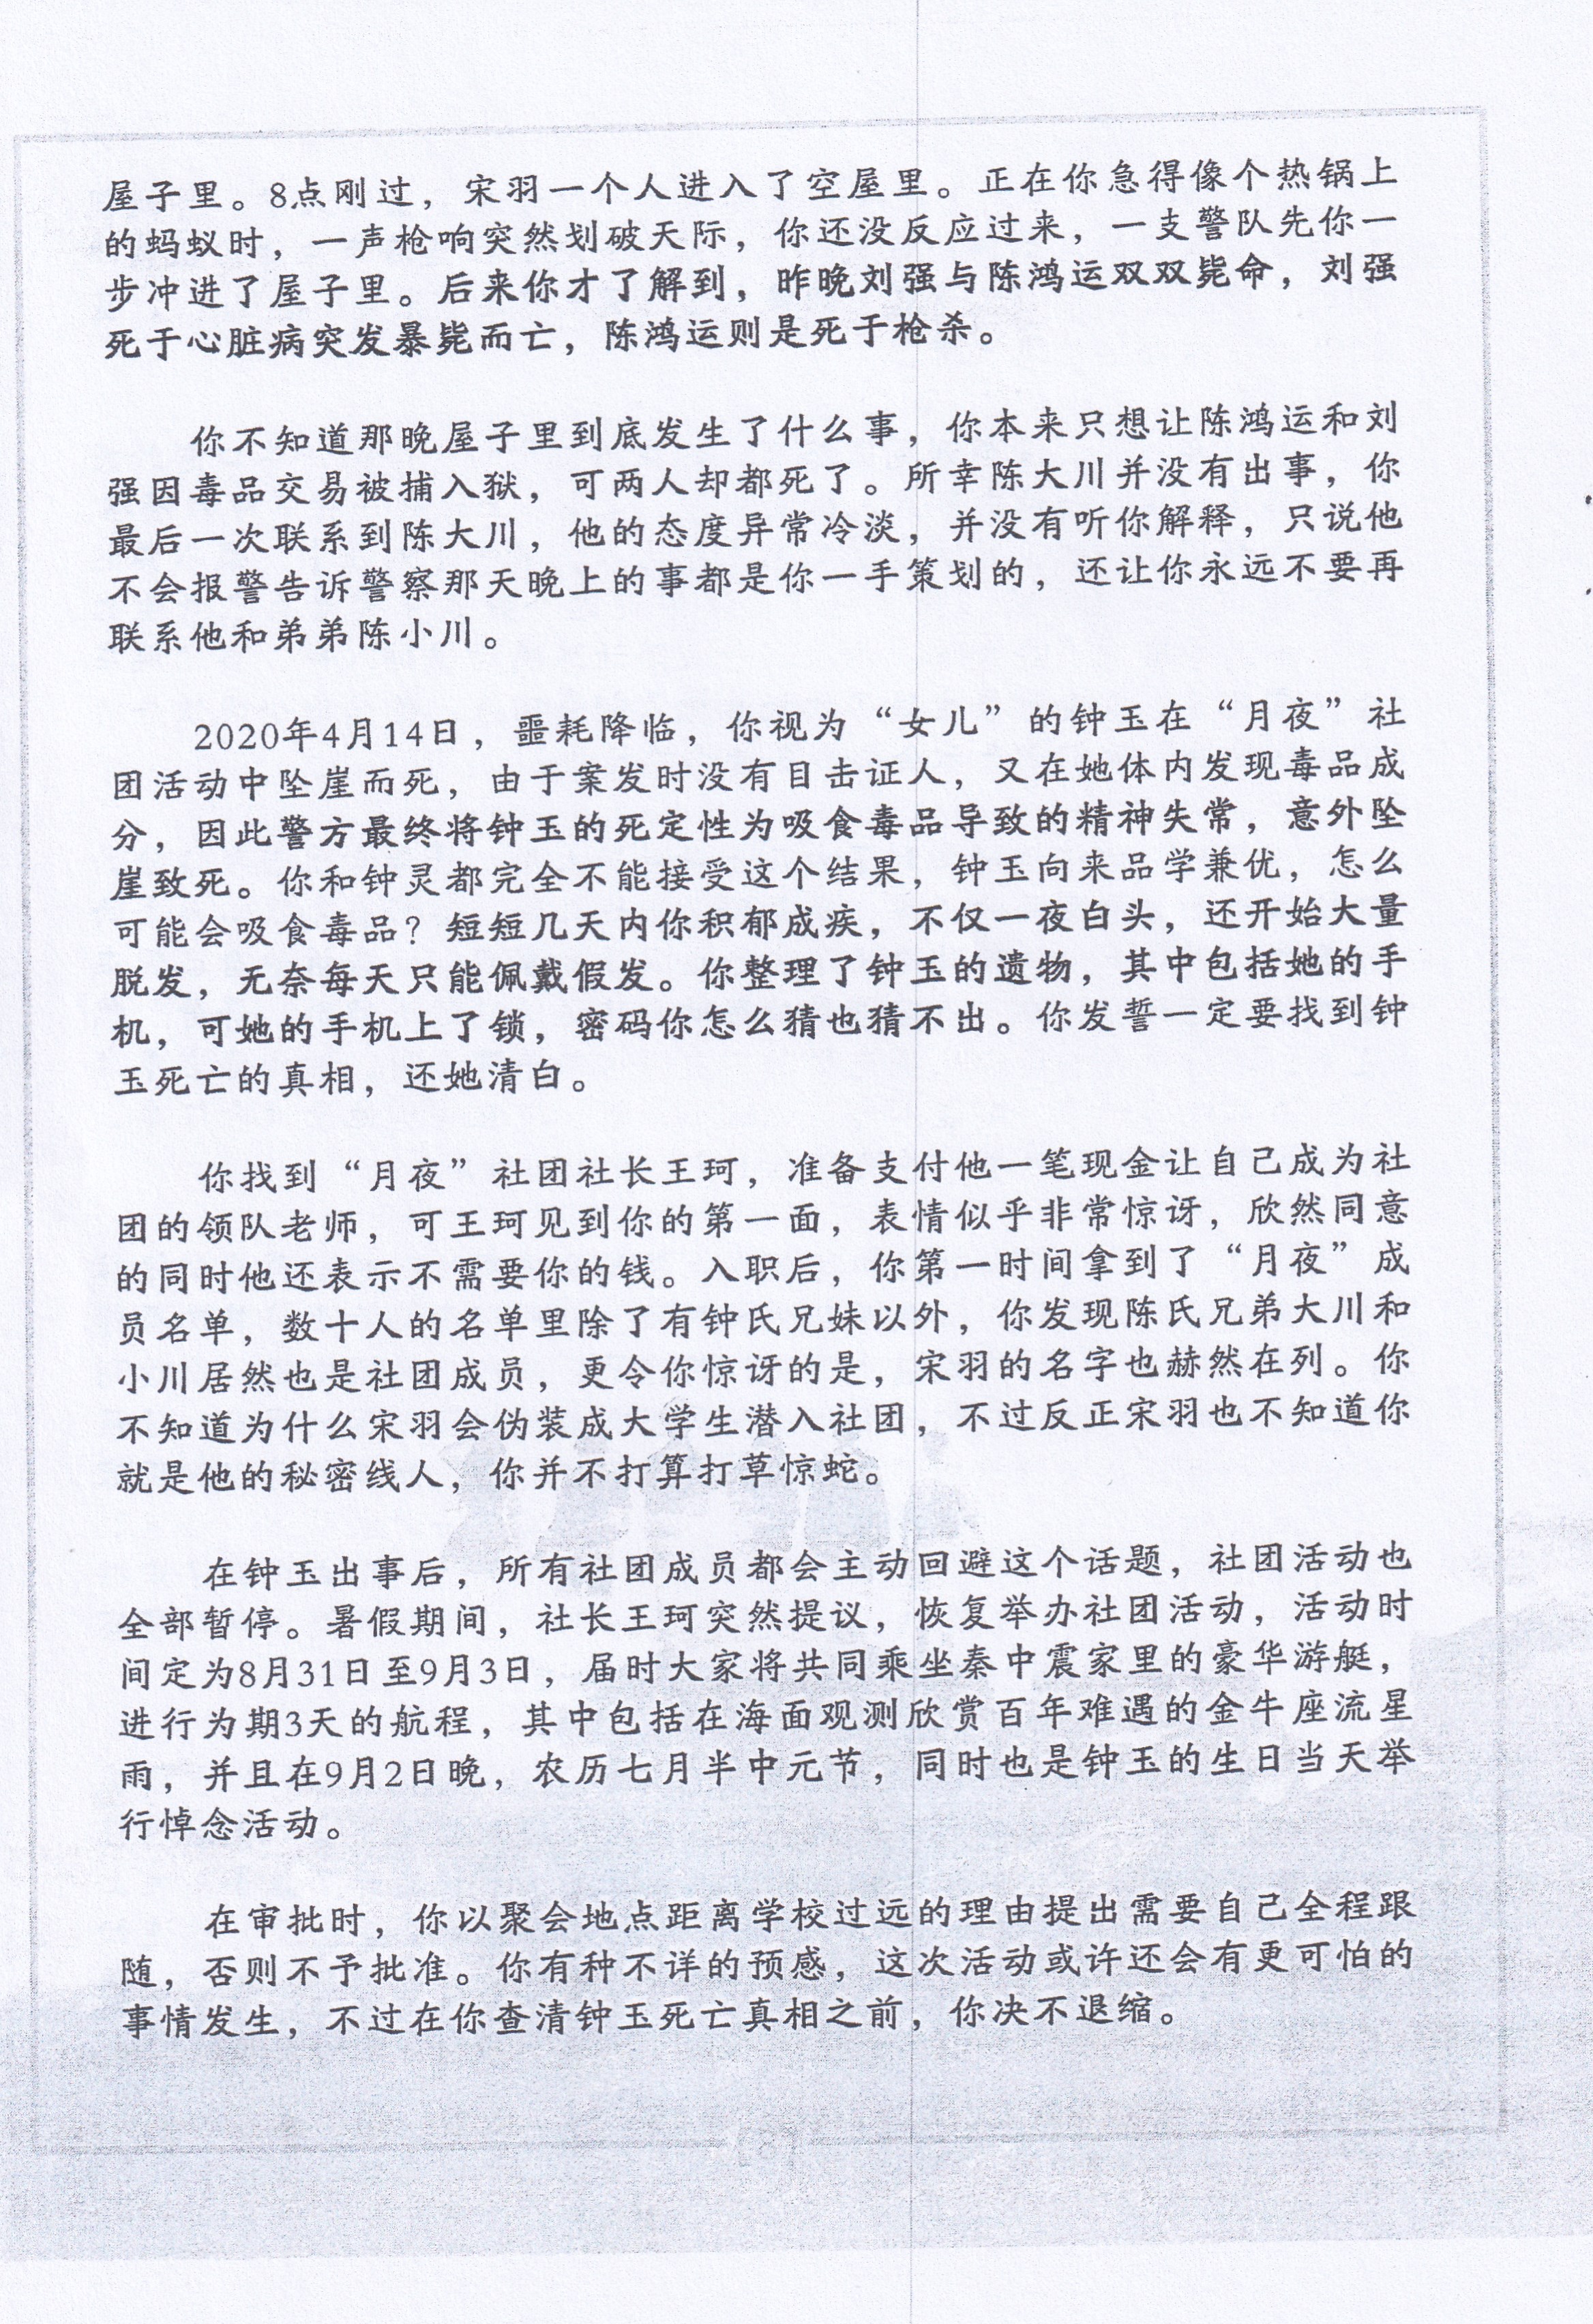 屋子里。8点刚过，宋羽一个人进入了空屋里。正在你急得像个热锅上
的蚂蚁时，一声枪响突然划破天际，你还没反应过来，一支警队先你一
步冲进了屋子里。后来你才了解到，昨晚刘强与陈鸿运双双毙命，刘强
死于心脏病突发暴毙而亡，陈鸿运则是死于枪杀。
你不知道那晚屋子里到底发生了什么事，你本来只想让陈鸿运和刘
强因毒品交易被捕入狱，可两人却都死了。所幸陈大川并没有出事，你
最后一次联系到陈大川，他的态度异常冷淡，并没有听你解释，只说他
不会报警告诉警察那天晚上的事都是你一手策划的，还让你永远不要再
联系他和弟弟陈小川。
2020年4月14日，噩耗降临，你视为“女儿”的钟玉在“月夜”社
团活动中坠崖而死，由于案发时没有目击证人，又在她体内发现毒品成
分，因此警方最终将钟玉的死定性为吸食毒品导致的精神失常，意外坠
崖致死。你和钟灵都完全不能接受这个结果，钟玉向来品学兼优，怎么
可能会吸食毒品？短短几天内你积郁成疾，不仅一夜白头，还开始大量
脱发，无奈每天只能佩戴假发。你整理了钟玉的遗物，其中包括她的手
机，可她的手机上了锁，密码你怎么猜也猜不出。你发誓一定要找到钟
玉死亡的真相，还她清白。
你找到“月夜”社团社长王珂，准备支付他一笔现金让自己成为社
团的领队老师，可王珂见到你的第一面，表情似乎非常惊讶，欣然同意
的同时他还表示不需要你的钱。入职后，你第一时间拿到了“月夜”成
员名单，数十人的名单里除了有钟氏兄妹以外，你发现陈氏兄弟大川和
小川居然也是社团成员，更令你惊讶的是，宋羽的名字也赫然在列。你
不知道为什么宋羽会伪装成大学生潜入社团，不过反正宋羽也不知道你
就是他的秘密线人，你并不打算打草惊蛇。
在钟玉出事后，所有社团成员都会主动回避这个话题，社团活动也
全部暂停。暑假期间，社长王珂突然提议，恢复举办社团活动，活动时
间定为8月31日至9月3日，届时大家将共同乘坐秦中震家里的豪华游艇，
进行为期3天的航程，其中包括在海面观测欣赏百年难遇的金牛座流星
雨，并且在9月2日晚，农历七月半中元节，同时也是钟玉的生日当天举
行悼念活动。
在审批时，你以聚会地点距离学校过远的理由提出需要自己全程跟
随，否则不予批准。你有种不详的预感，这次活动或许还会有更可怕的
事情发生，不过在你查清钟玉死亡真相之前，你决不退缩。